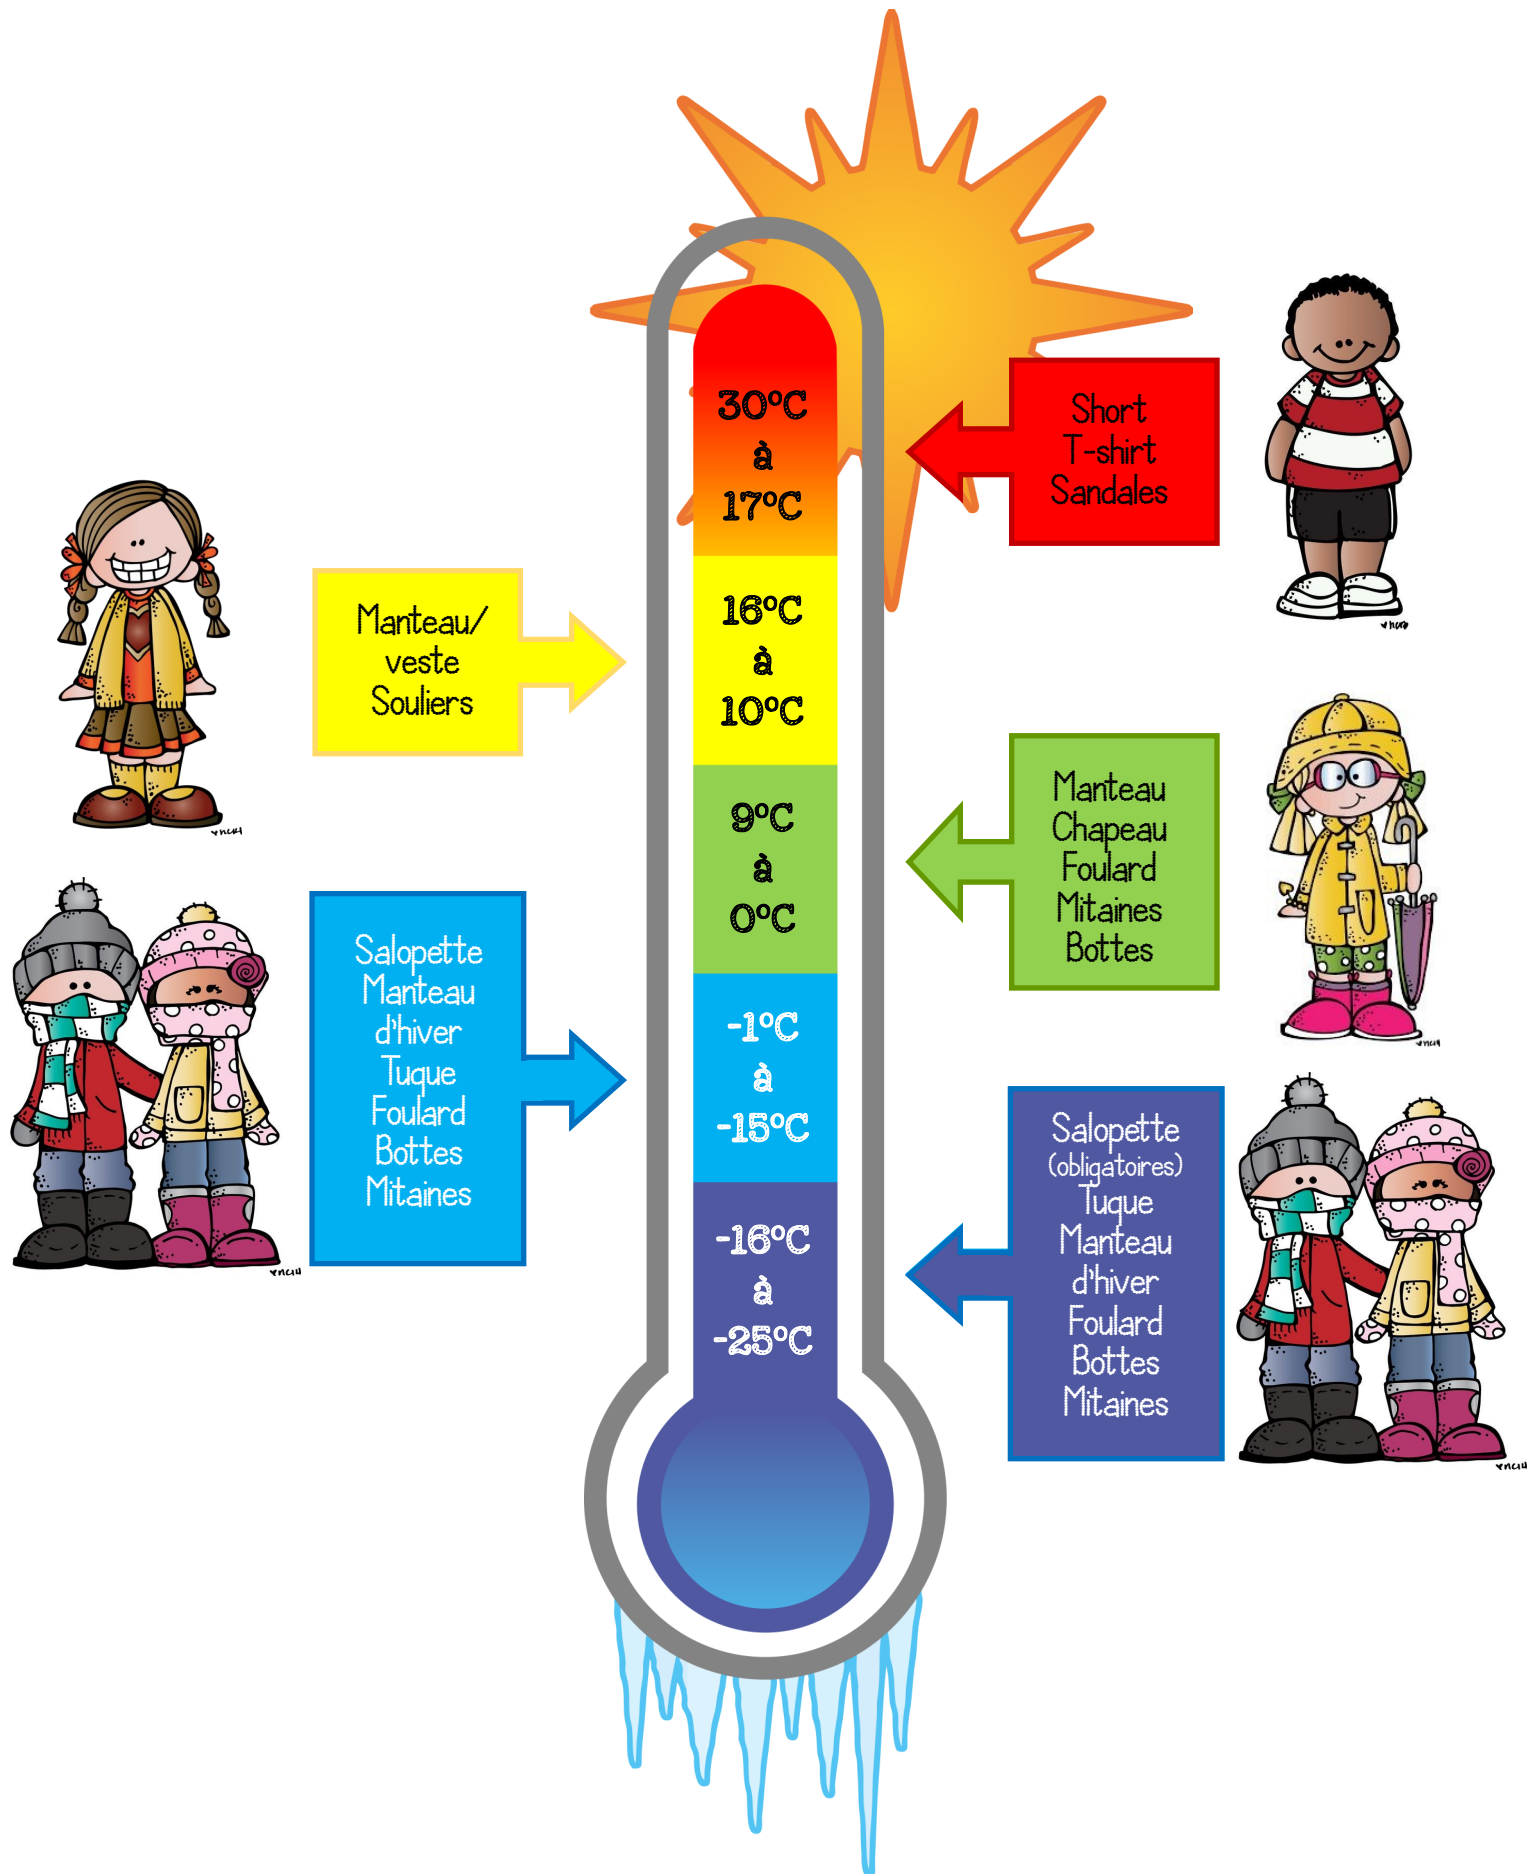 30°C
à
17°C
Short
T-shirt
Sandales
Manteau/
veste
Souliers
16°C
à
10°C
9°C
à
0°C
Manteau
Chapeau
Foulard
Mitaines
Bottes
Salopette
Manteau
d'hiver
Tuque
Foulard
Bottes
Mitaines
-1°C
à
-15°C
-16°C
à
-25°C
Salopette
(obligatoires)
Tuque
Manteau
d'hiver
Foulard
Bottes
Mitaines